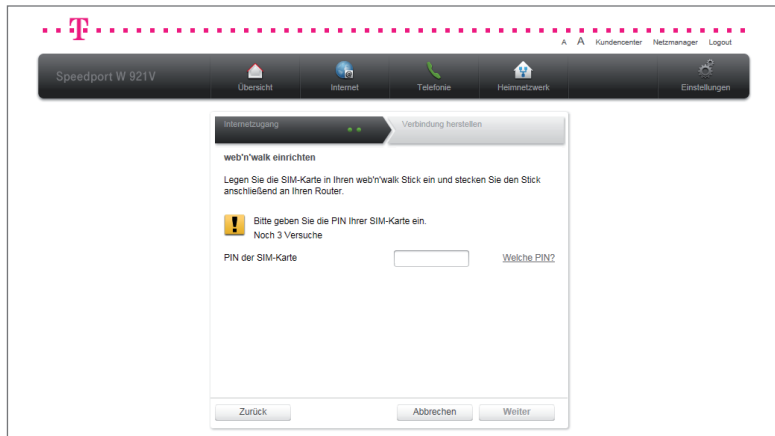 T
A A Kundencenter Netzmanager Logout
Speedport W 921V
Übersicht Internet Telefonie Heimnetzwerk Einstellungen
Internetzugang Verbindung herstellen
web'n'walk einrichten
Legen Sie die SIM-Karte in Ihren web'n'walk Stick ein und stecken Sie den Stick
anschließend an Ihren Router.
Bitte geben Sie die PIN Ihrer SIM-Karte ein.
Noch 3 Versuche
PIN der SIM-Karte Welche PIN?
Zurück Abbrechen Weiter